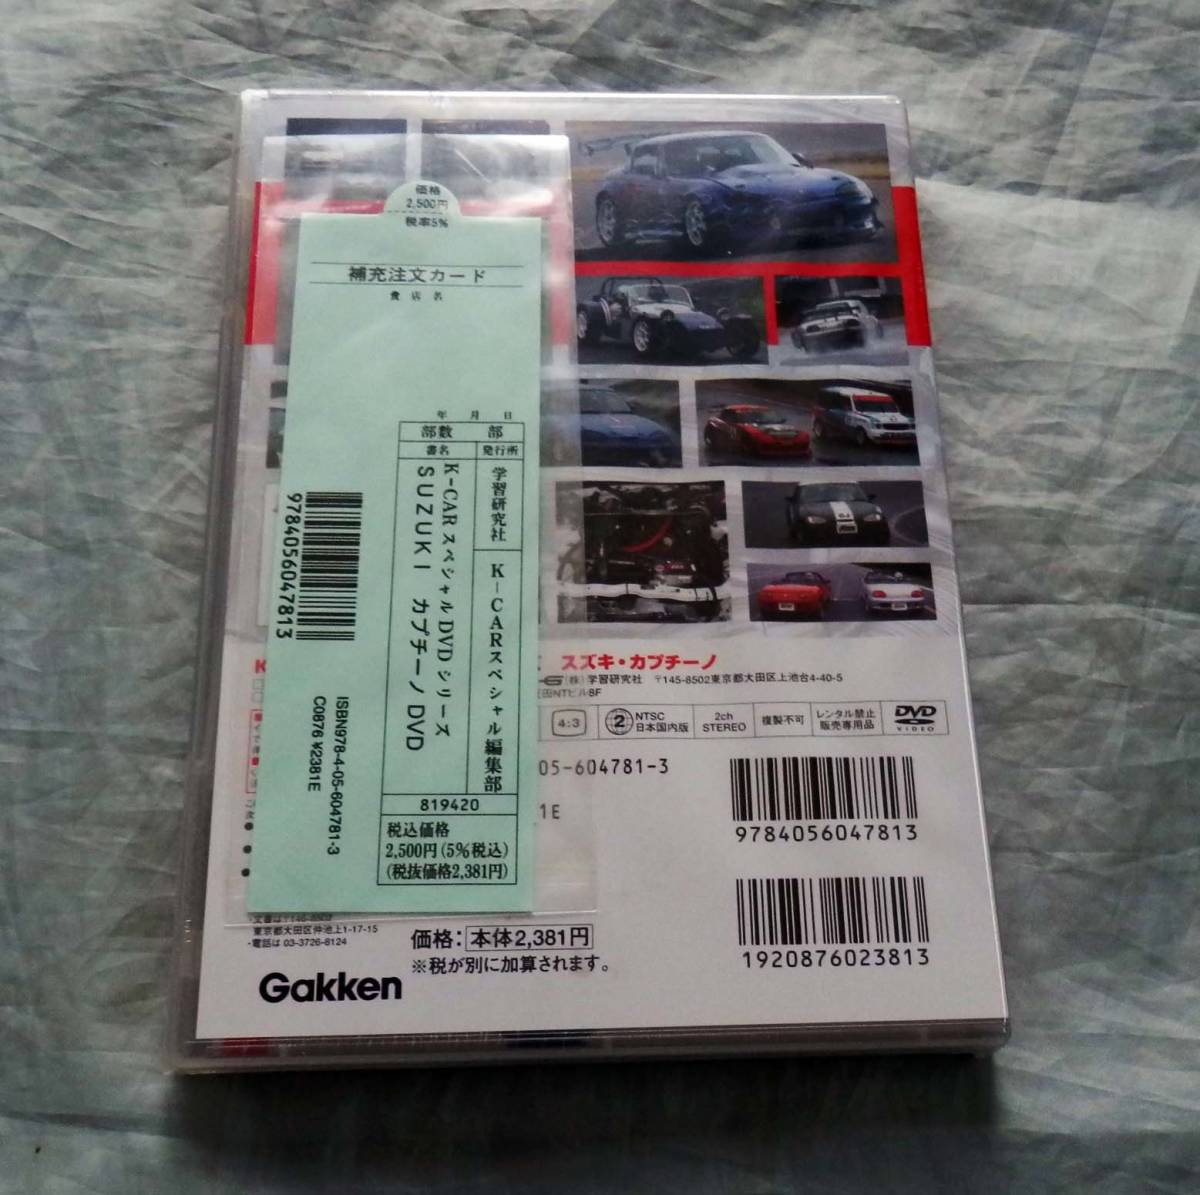 価格
2,500円
税率5%
補充注文カード
貴店名
年 月 日
部数 部
書名 発行所
学習研究社 K-CARスペシャル編集部
K-CARスペシャルDVDシリーズ
SUZUKI カプチーノDVD
819420
税込価格
2,500円(5%税込)
(税抜価格2,381円)
9784056047813
ISBN978-4-05-604781-3
C0876 ¥2381E
スズキ・カプチーノ
(株)学習研究社 〒145-8502東京都大田区上池台4-40-5
田NTビル8F
4:3
2 NTSC
日本国内版
2ch
STEREO
複製不可
レンタル禁止
販売専用品
DVD
VIDEO
05-604781-3
1E
9784056047813
1920876023813
東京都大田区仲池上1-17-15
・電話は 03-3726-8124
価格:本体2,381円
※税が別に加算されます。
Gakken